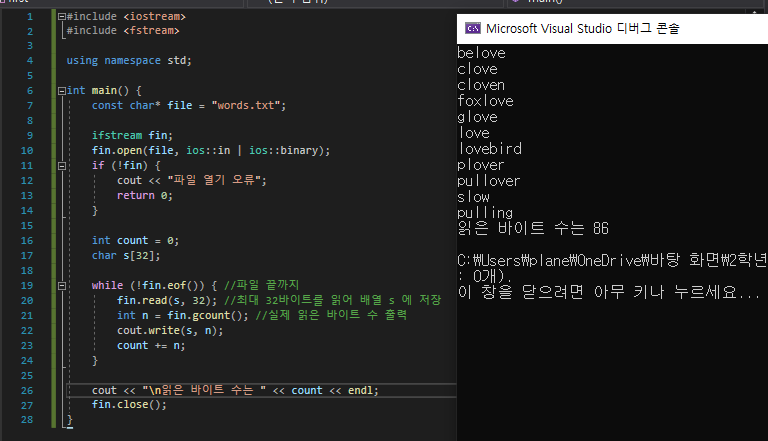 #include <iostream>
#include <fstream>
using namespace std;
int main() {
const char* file = "words.txt";
ifstream fin;
fin.open(file, ios::in | ios::binary);
if (!fin) {
cout << "파일 열기 오류";
return 0;
}
int count = 0;
char s[32];
while (!fin.eof()) { //파일 끝까지
fin.read(s, 32); //최대 32바이트를 읽어 배열 s 에 저장
int n = fin.gcount(); //실제 읽은 바이트 수 출력
cout.write(s, n);
count += n;
}
cout << "\n읽은 바이트 수는 " << count << endl;
fin.close();
}
1
2
3
4
5
6
7
8
9
10
11
12
13
14
15
16
17
18
19
20
21
22
23
24
25
26
27
28
Microsoft Visual Studio 디버그 콘솔
belove
clove
cloven
foxlove
glove
love
lovebird
plover
pullover
slow
pulling
읽은 바이트 수는 86
C:₩Users₩plane₩OneDrive₩바탕 화면₩2학년
: 0개).
이 창을 닫으려면 아무 키나 누르세요...